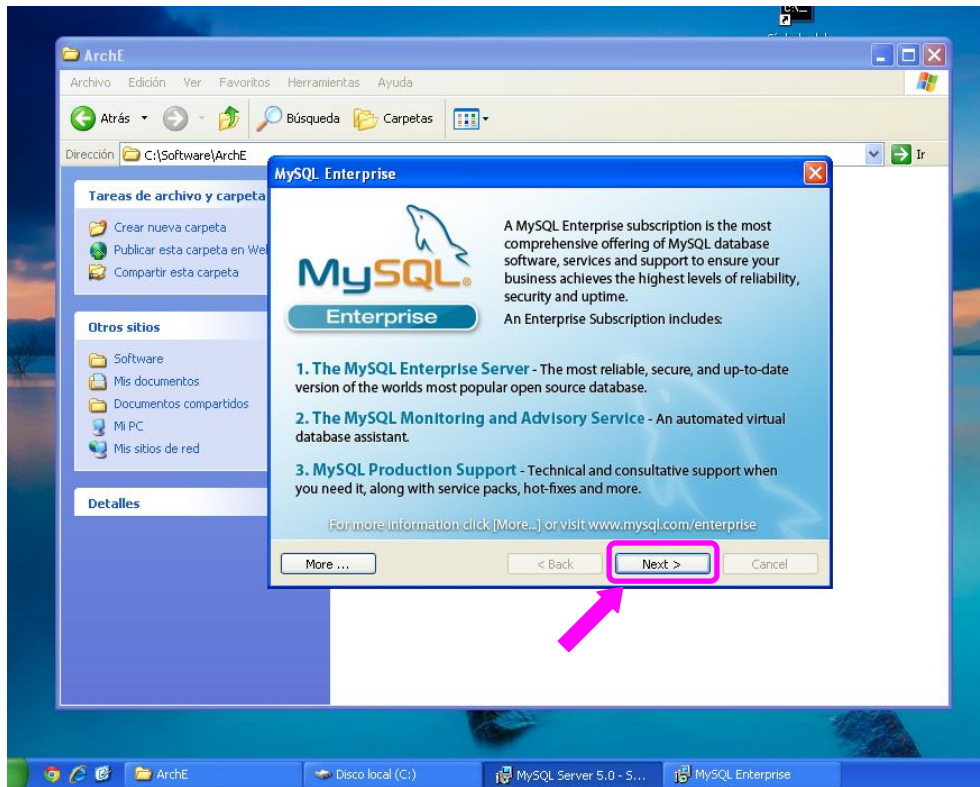 ArchE
Archivo Edición Ver Favoritos Herramientas Ayuda
Atrás Búsqueda Carpetas
Dirección C:\Software\ArchE Ir
Tareas de archivo y carpeta
Crear nueva carpeta
Publicar esta carpeta en Wel
Compartir esta carpeta
Otros sitios
Software
Mis documentos
Documentos compartidos
Mi PC
Mis sitios de red
Detalles
MySQL Enterprise
MySQL
Enterprise
A MySQL Enterprise subscription is the most
comprehensive offering of MySQL database
software, services and support to ensure your
business achieves the highest levels of reliability,
security and uptime.
An Enterprise Subscription includes:
1. The MySQL Enterprise Server - The most reliable, secure, and up-to-date
version of the worlds most popular open source database.
2. The MySQL Monitoring and Advisory Service - An automated virtual
database assistant.
3. MySQL Production Support - Technical and consultative support when
you need it, along with service packs, hot-fixes and more.
For more information click [More...] or visit www.mysql.com/enterprise
More ... < Back Next > Cancel
ArchE Disco local (C:) MySQL Server 5.0 - S... MySQL Enterprise